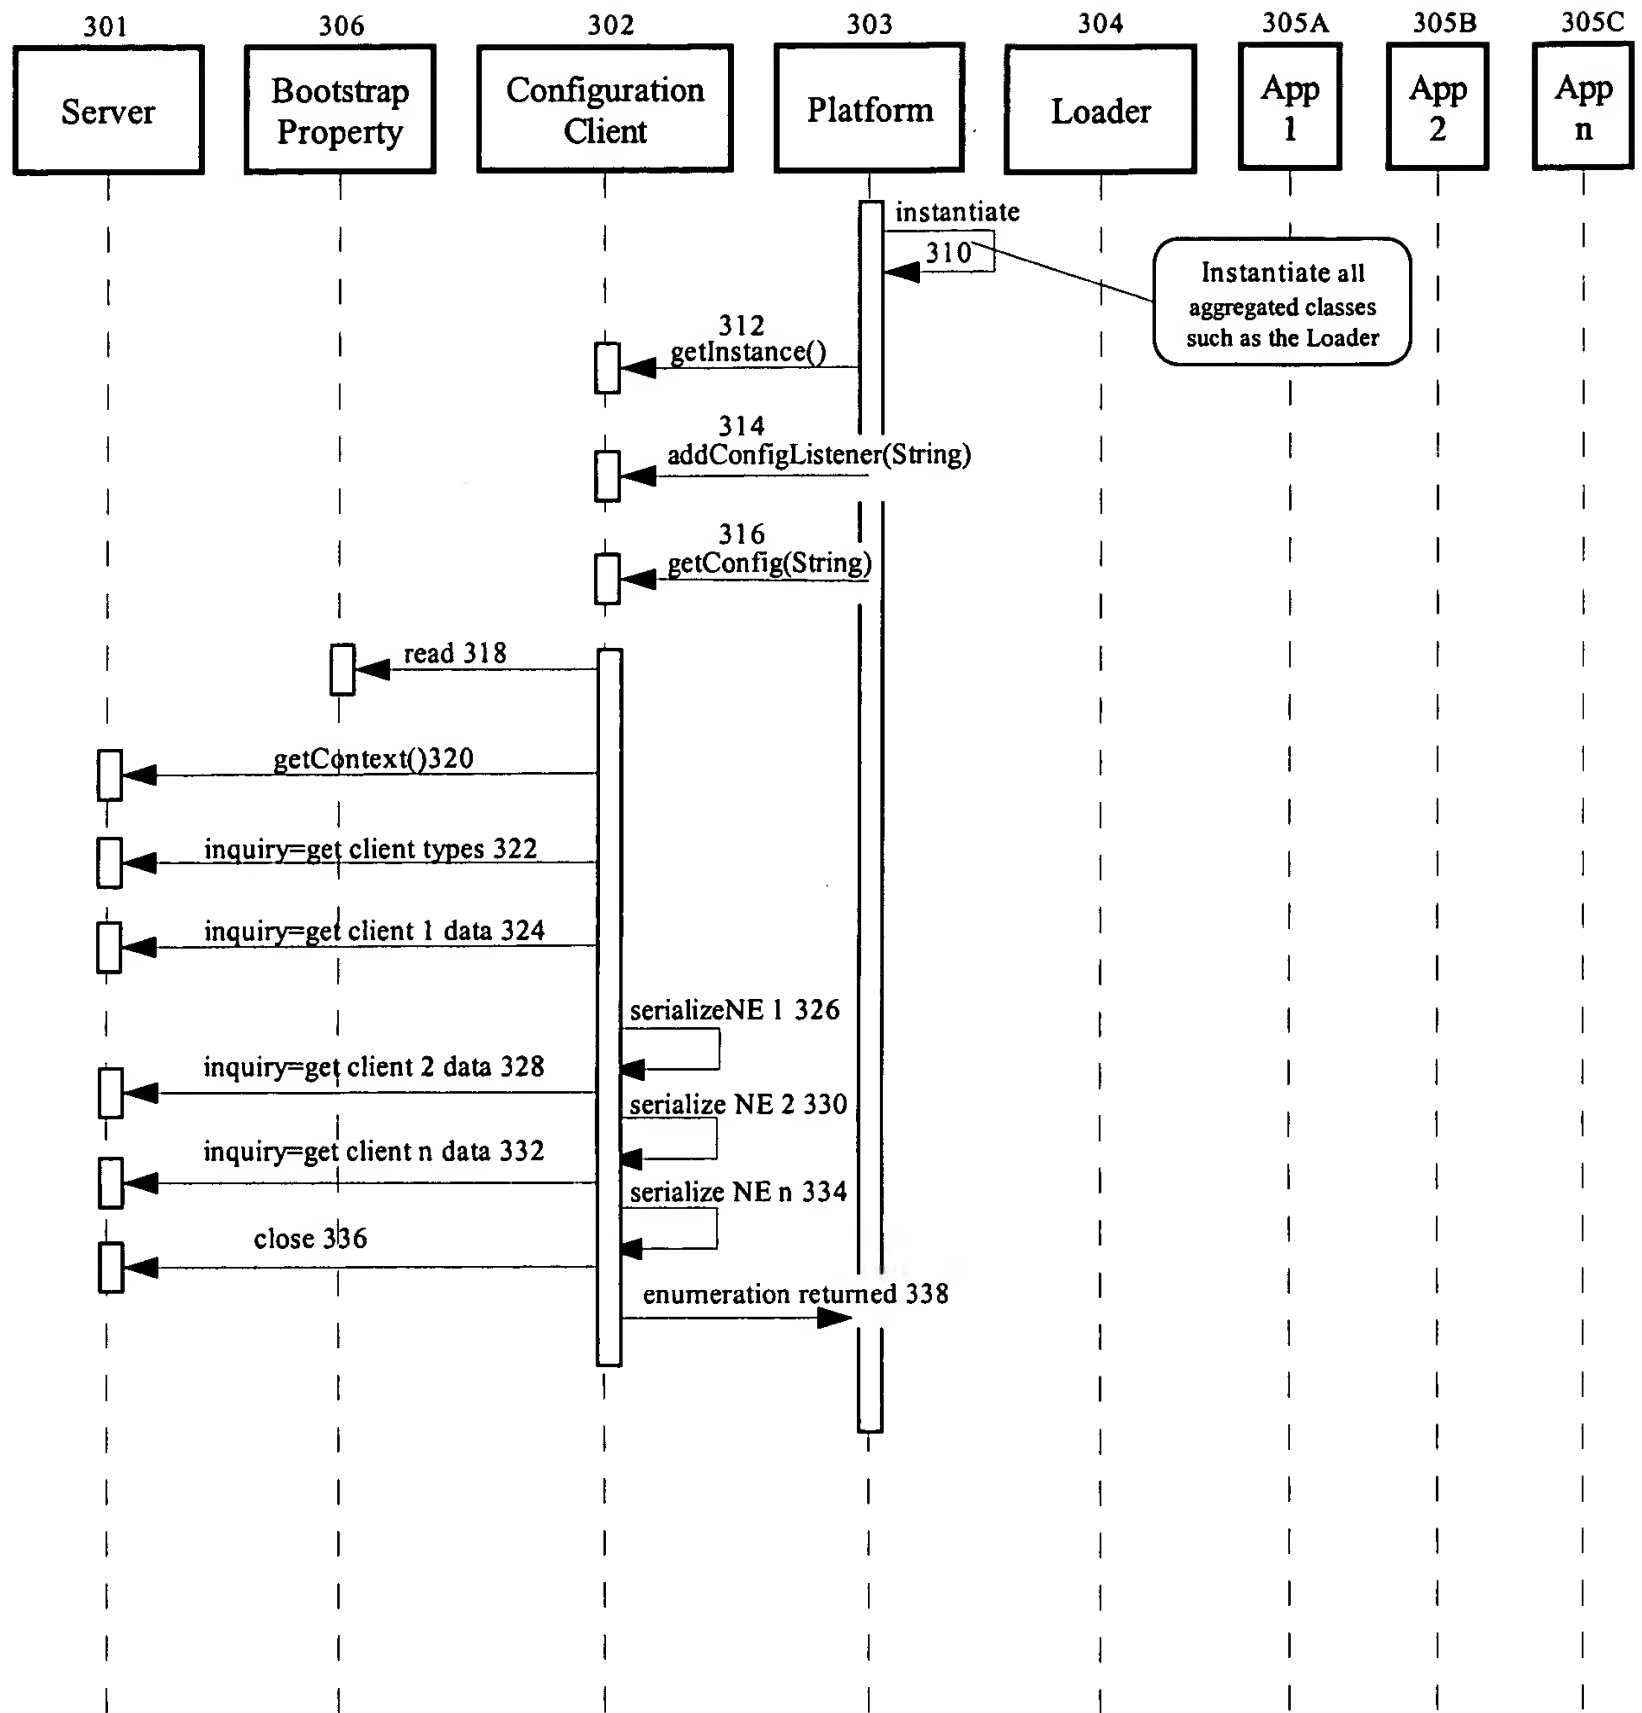 301
306
302
303
304
305A
305B
305C
Server
Bootstrap
Property
Configuration
Client
Platform
Loader
App
1
App
2
App
n
instantiate
310
Instantiate all
aggregated classes
such as the Loader
312
getInstance()
314
addConfigListener(String)
316
getConfig(String)
read 318
getContext()320
inquiry=get client types 322
inquiry=get client 1 data 324
serializeNE 1 326
inquiry=get client 2 data 328
serialize NE 2 330
inquiry=get client n data 332
serialize NE n 334
close 336
enumeration returned 338